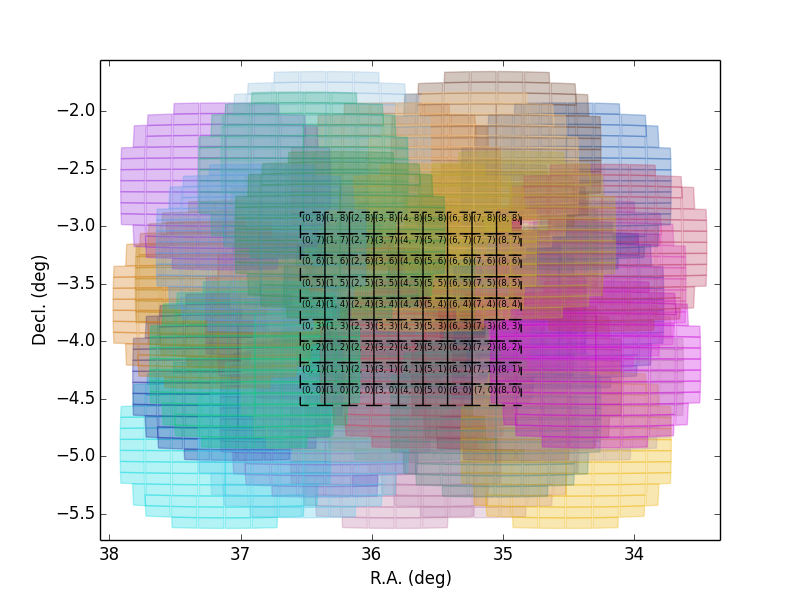 −2.0
−2.5
−3.0
−3.5
−4.0
−4.5
−5.0
−5.5
Decl. (deg)
(0, 8) (1, 8) (2, 8) (3, 8) (4, 8) (5, 8) (6, 8) (7, 8) (8, 8)
(0, 7) (1, 7) (2, 7) (3, 7) (4, 7) (5, 7) (6, 7) (7, 7) (8, 7)
(0, 6) (1, 6) (2, 6) (3, 6) (4, 6) (5, 6) (6, 6) (7, 6) (8, 6)
(0, 5) (1, 5) (2, 5) (3, 5) (4, 5) (5, 5) (6, 5) (7, 5) (8, 5)
(0, 4) (1, 4) (2, 4) (3, 4) (4, 4) (5, 4) (6, 4) (7, 4) (8, 4)
(0, 3) (1, 3) (2, 3) (3, 3) (4, 3) (5, 3) (6, 3) (7, 3) (8, 3)
(0, 2) (1, 2) (2, 2) (3, 2) (4, 2) (5, 2) (6, 2) (7, 2) (8, 2)
(0, 1) (1, 1) (2, 1) (3, 1) (4, 1) (5, 1) (6, 1) (7, 1) (8, 1)
(0, 0) (1, 0) (2, 0) (3, 0) (4, 0) (5, 0) (6, 0) (7, 0) (8, 0)
38 37 36 35 34
R.A. (deg)